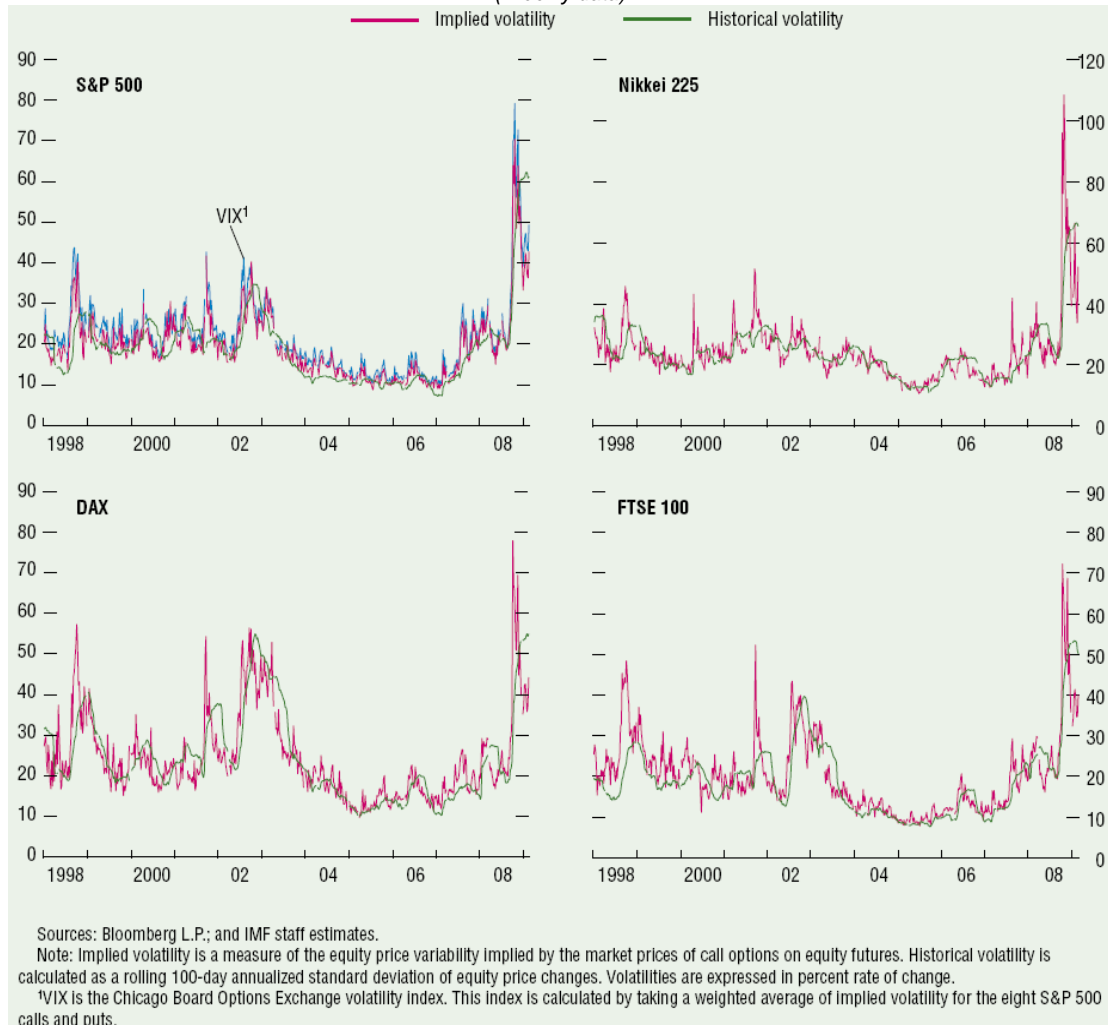 Implied volatility Historical volatility
S&P 500
90
80
70
60
50
40
30
20
10
0
VIX¹
1998 2000 02 04 06 08
Nikkei 225
120
100
80
60
40
20
0
1998 2000 02 04 06 08
DAX
90
80
70
60
50
40
30
20
10
0
1998 2000 02 04 06 08
FTSE 100
90
80
70
60
50
40
30
20
10
0
1998 2000 02 04 06 08
Sources: Bloomberg L.P.; and IMF staff estimates.
Note: Implied volatility is a measure of the equity price variability implied by the market prices of call options on equity futures. Historical volatility is
calculated as a rolling 100-day annualized standard deviation of equity price changes. Volatilities are expressed in percent rate of change.
¹VIX is the Chicago Board Options Exchange volatility index. This index is calculated by taking a weighted average of implied volatility for the eight S&P 500
calls and puts.